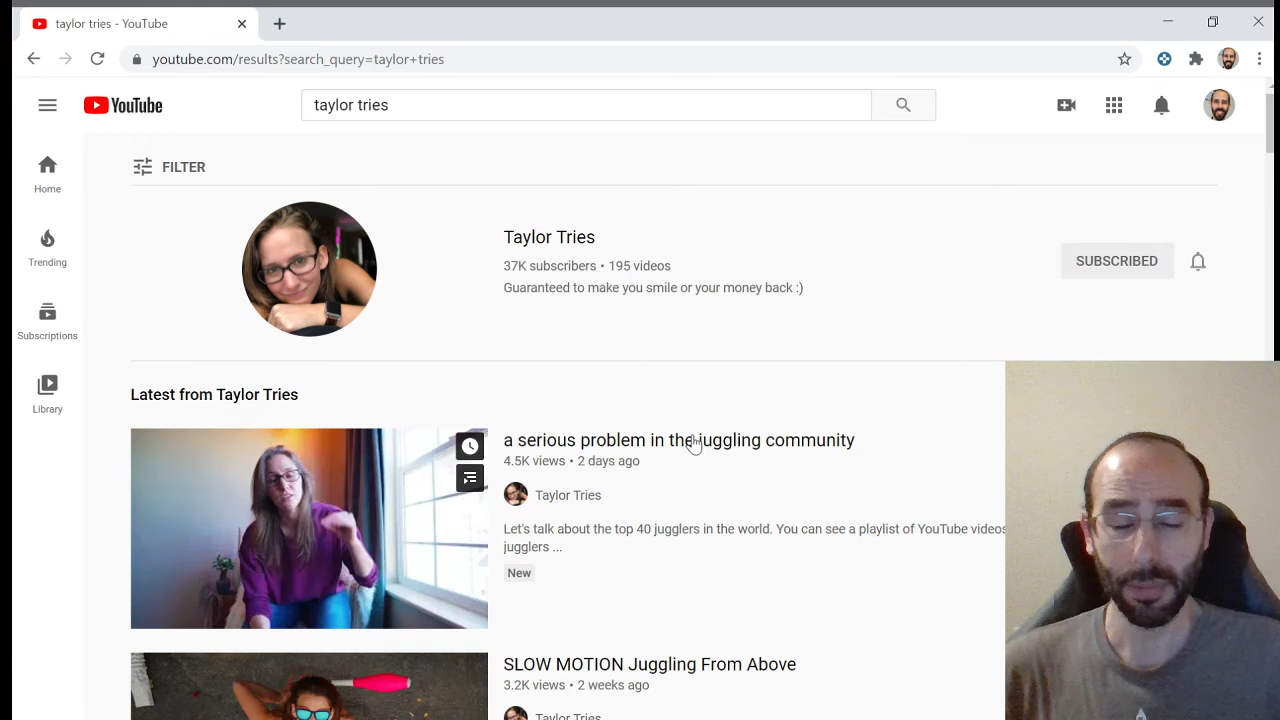 taylor tries - YouTube
youtube.com/results?search_query=taylor+tries
YouTube
taylor tries
Home
Trending
Subscriptions
Library
FILTER
Taylor Tries
37K subscribers • 195 videos
Guaranteed to make you smile or your money back :)
SUBSCRIBED
Latest from Taylor Tries
a serious problem in the juggling community
4.5K views • 2 days ago
Taylor Tries
Let's talk about the top 40 jugglers in the world. You can see a playlist of YouTube videos
jugglers ...
New
SLOW MOTION Juggling From Above
3.2K views • 2 weeks ago
Taylor Tries